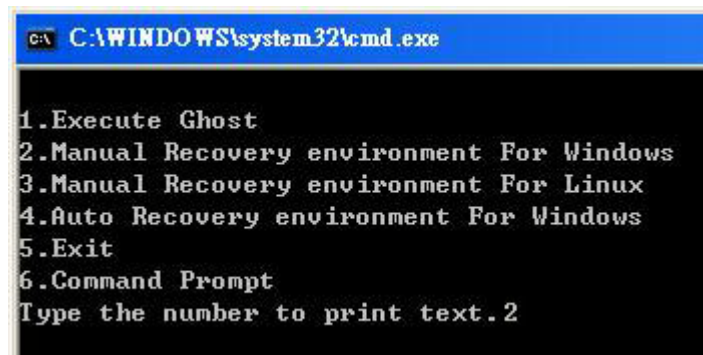 C:\WINDOWS\system32\cmd.exe
1.Execute Ghost
2.Manual Recovery environment For Windows
3.Manual Recovery environment For Linux
4.Auto Recovery environment For Windows
5.Exit
6.Command Prompt
Type the number to print text.2